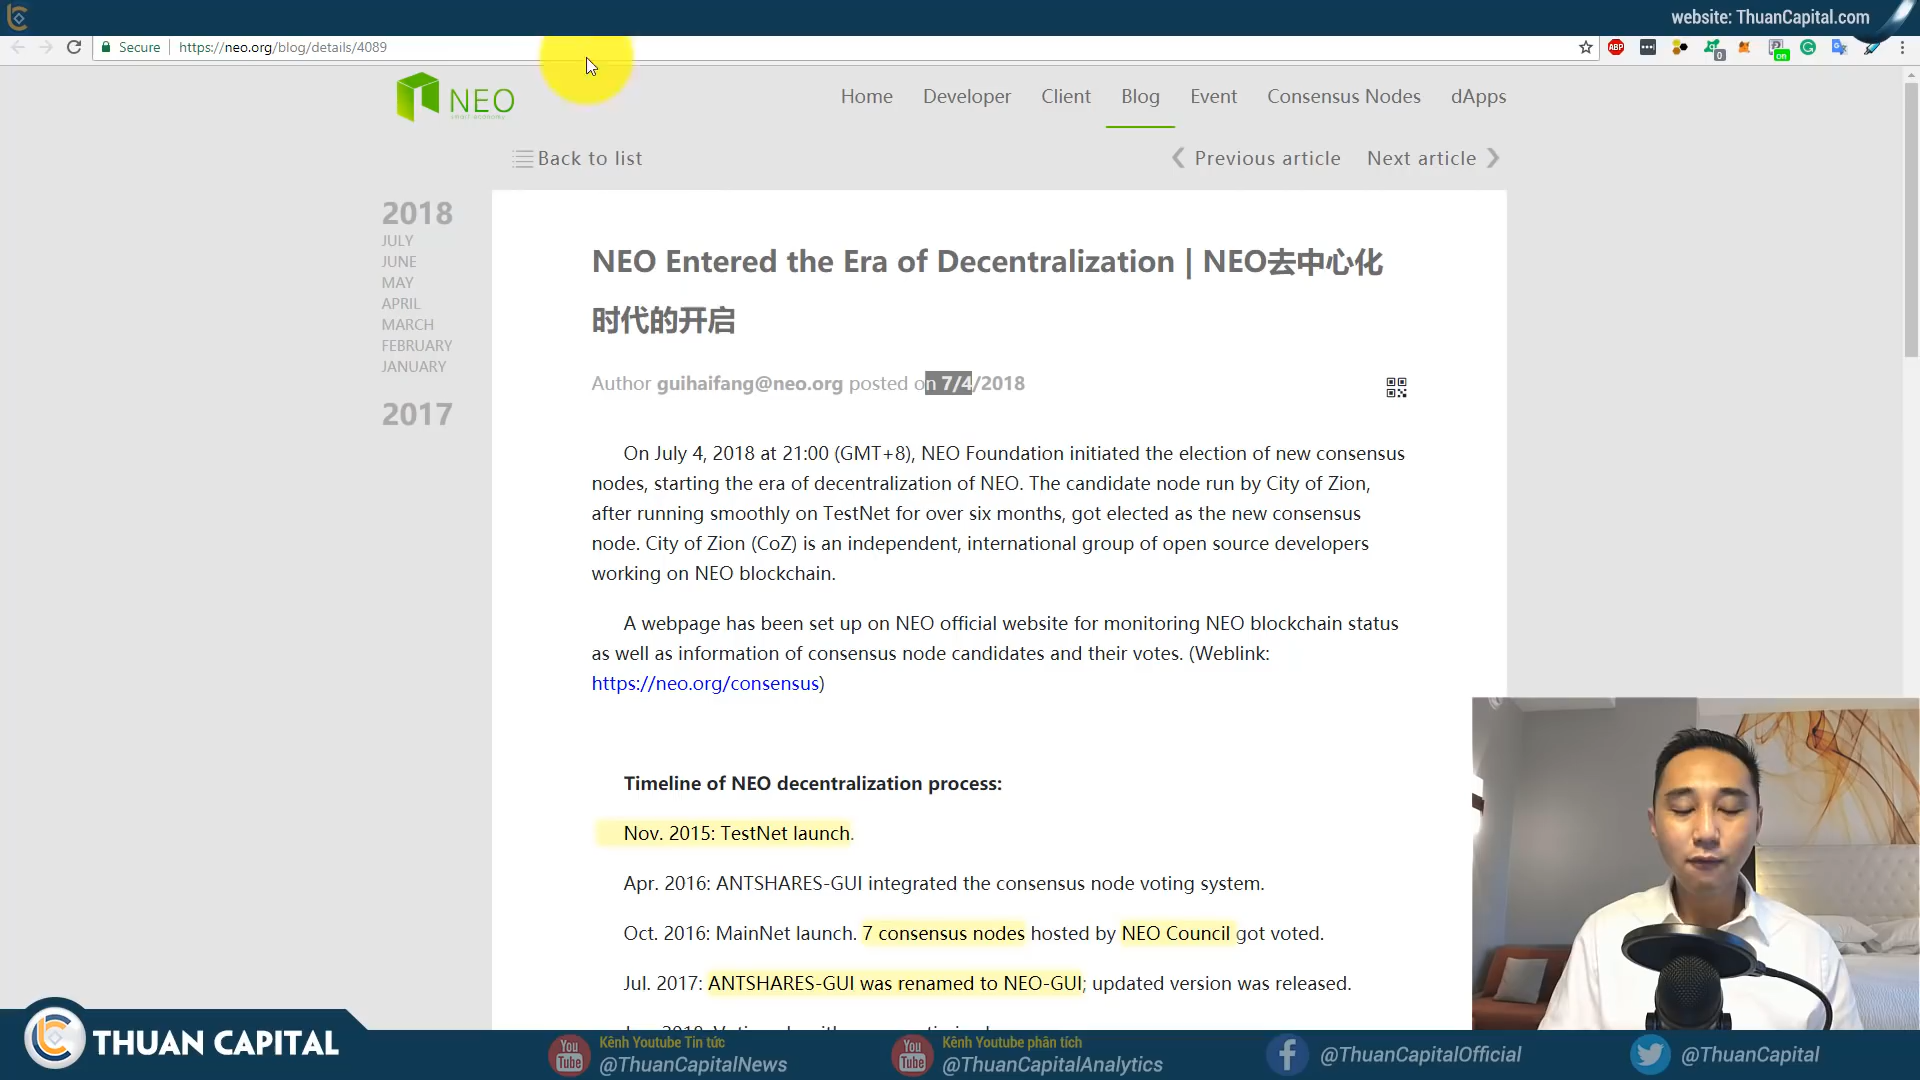 website: ThuanCapital.com
Secure
https://neo.org/blog/details/4089
ABP
0
on
NEO
smart economy
Home
Developer
Client
Blog
Event
Consensus Nodes
dApps
Back to list
Previous article
Next article
2018
JULY
JUNE
MAY
APRIL
MARCH
FEBRUARY
JANUARY
2017
NEO Entered the Era of Decentralization | NEO去中心化
时代的开启
Author guihaifang@neo.org posted on 7/4/2018
On July 4, 2018 at 21:00 (GMT+8), NEO Foundation initiated the election of new consensus
nodes, starting the era of decentralization of NEO. The candidate node run by City of Zion,
after running smoothly on TestNet for over six months, got elected as the new consensus
node. City of Zion (CoZ) is an independent, international group of open source developers
working on NEO blockchain.
A webpage has been set up on NEO official website for monitoring NEO blockchain status
as well as information of consensus node candidates and their votes. (Weblink:
https://neo.org/consensus)
Timeline of NEO decentralization process:
Nov. 2015: TestNet launch.
Apr. 2016: ANTSHARES-GUI integrated the consensus node voting system.
Oct. 2016: MainNet launch. 7 consensus nodes hosted by NEO Council got voted.
Jul. 2017: ANTSHARES-GUI was renamed to NEO-GUI; updated version was released.
THUAN CAPITAL
You Tube
Kênh Youtube Tin tức
@ThuanCapitalNews
You Tube
Kênh Youtube phân tích
@ThuanCapitalAnalytics
@ThuanCapitalOfficial
@ThuanCapital